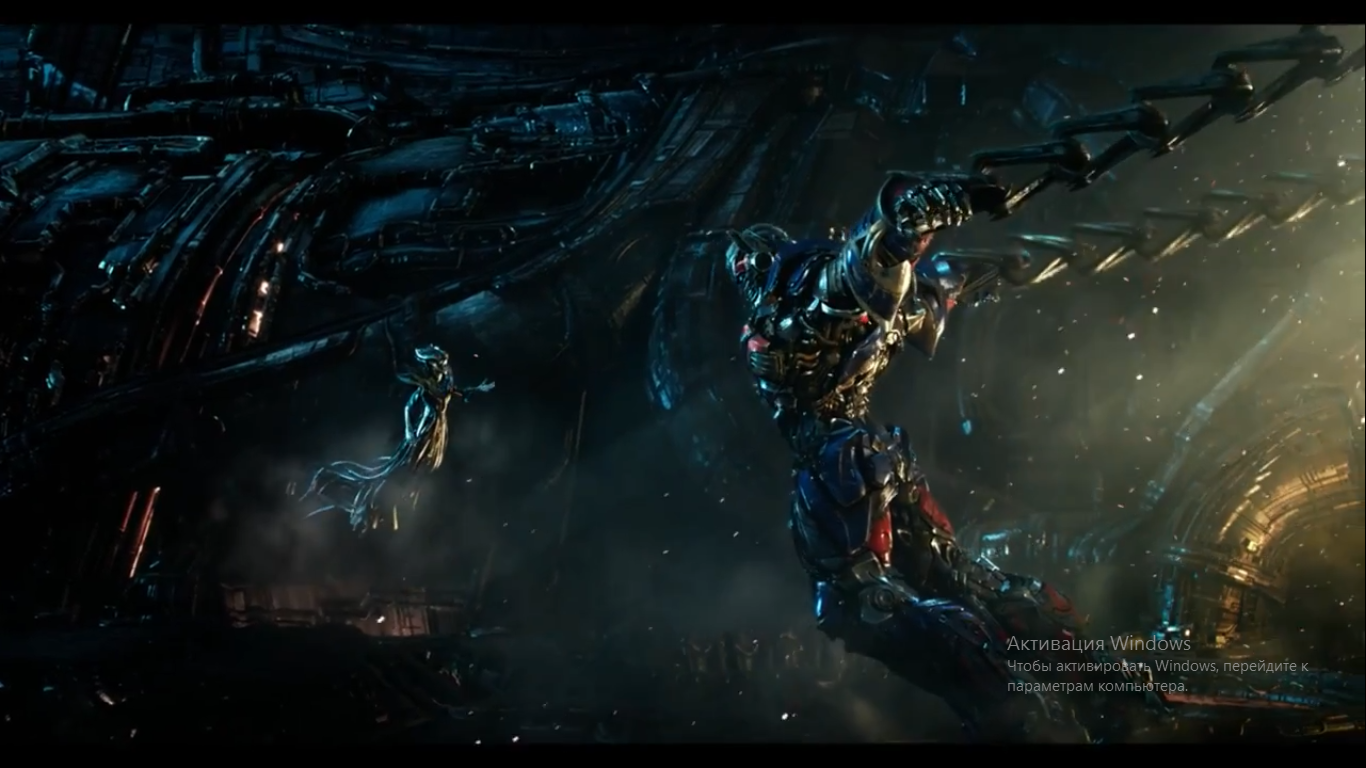 Активация Windows
Чтобы активировать Windows, перейдите к
параметрам компьютера.